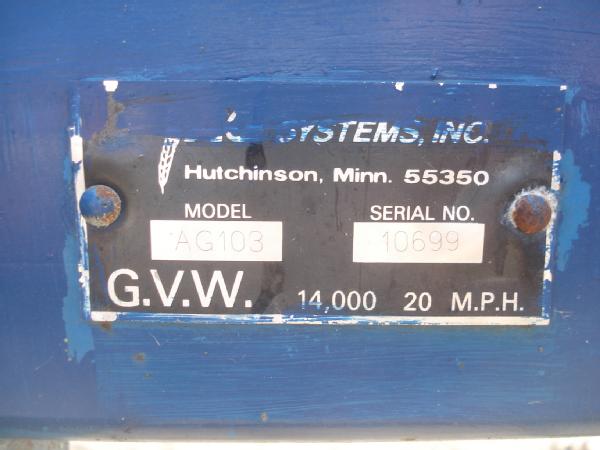 SYSTEMS, INC.
Hutchinson, Minn. 55350
MODEL SERIAL NO.
AG103 10699
G.V.W. 14,000 20 M.P.H.